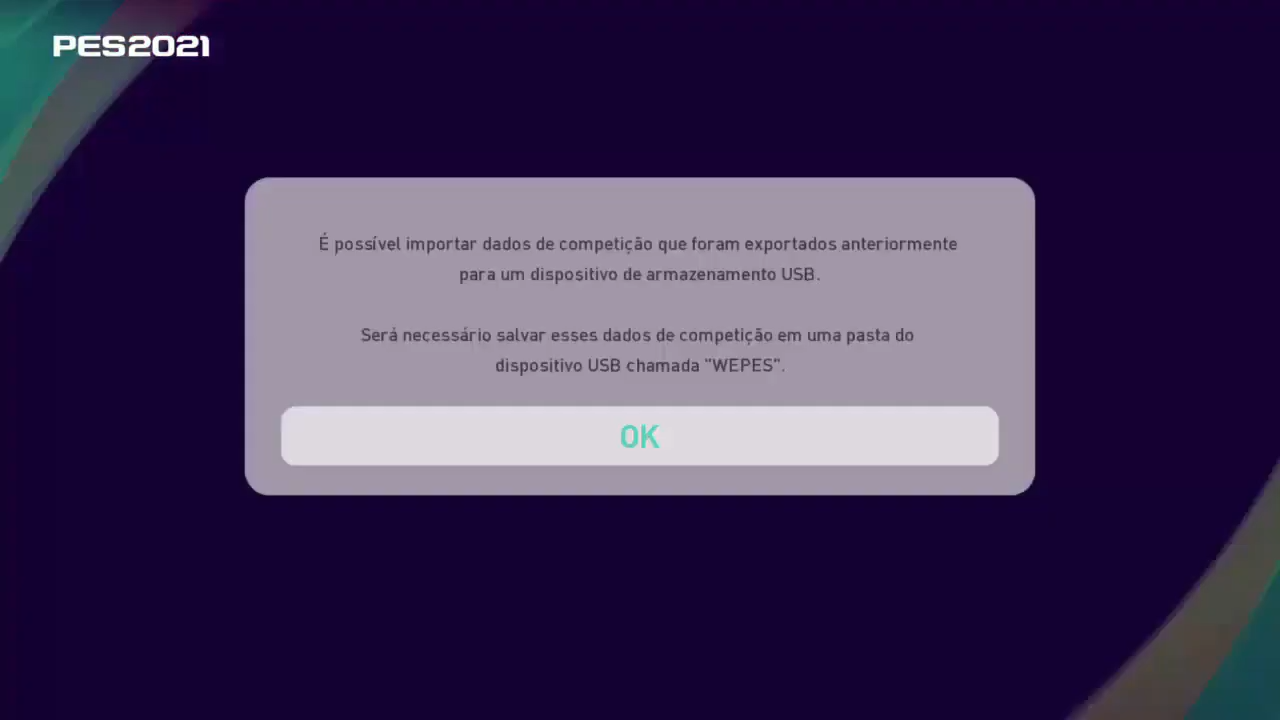 PES2021
É possível importar dados de competição que foram exportados anteriormente
para um dispositivo de armazenamento USB.
Será necessário salvar esses dados de competição em uma pasta do
dispositivo USB chamada "WEPES".
OK